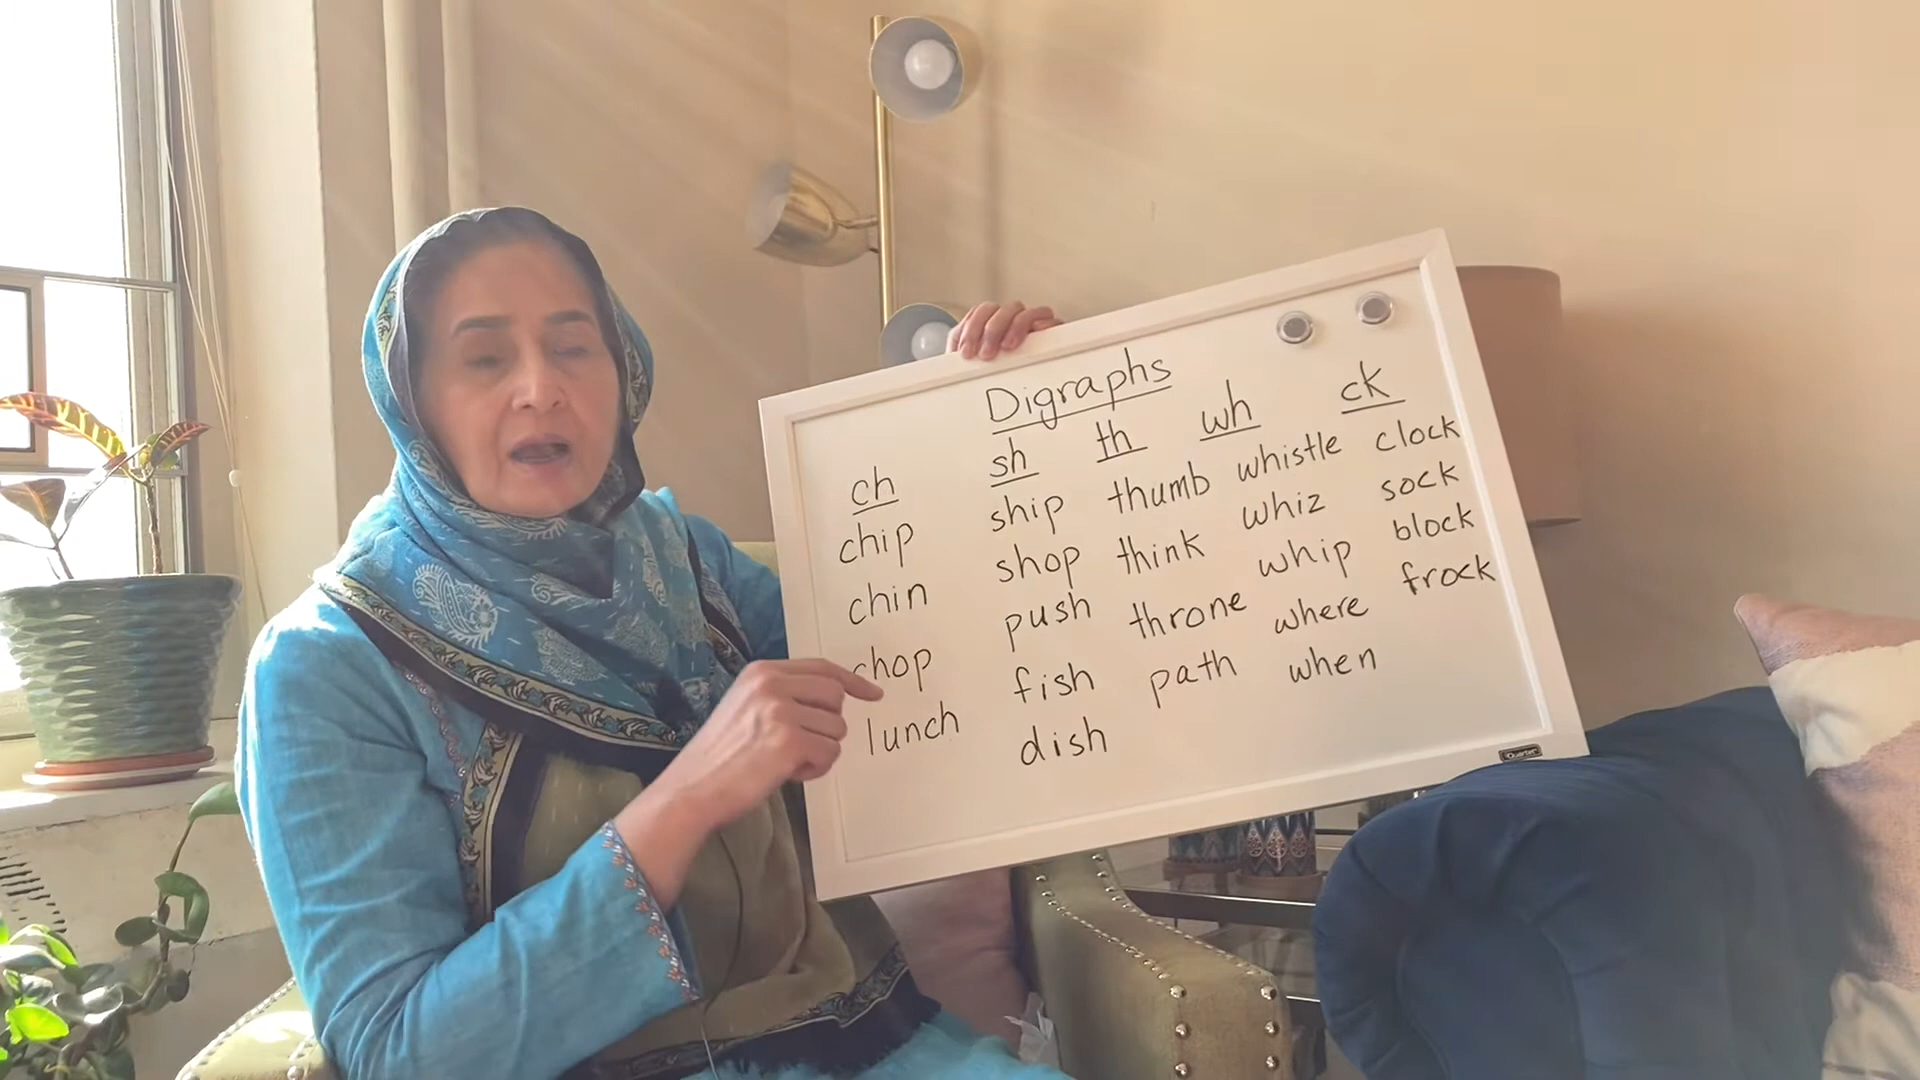 Digraphs
ch sh th wh ck
chip ship thumb whistle clock
chin shop think whiz sock
chop push throne whip block
lunch fish path where frock
dish when
Quartet